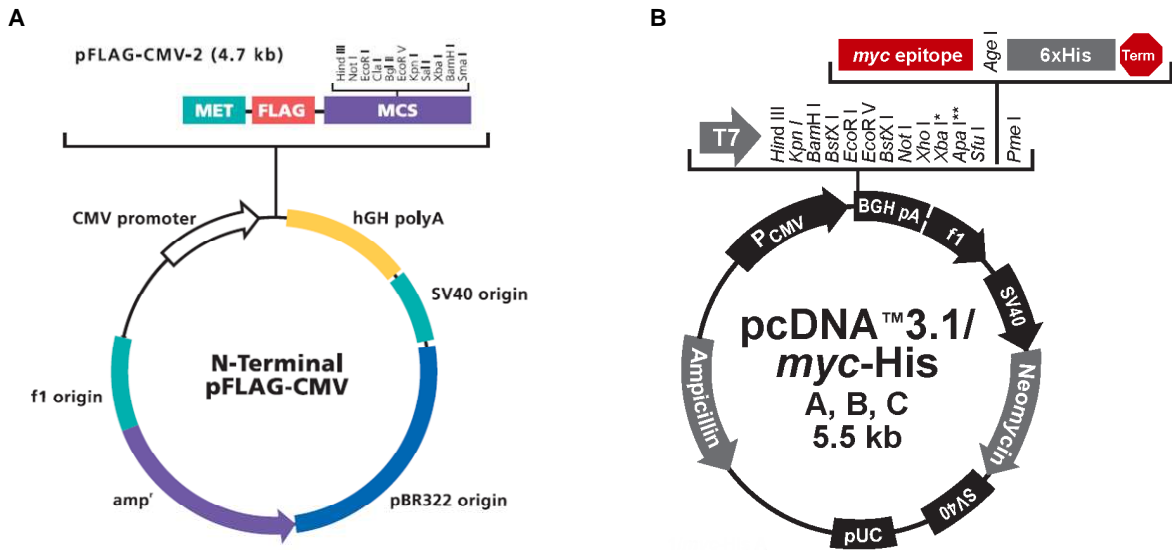 A
pFLAG-CMV-2 (4.7 kb)
Hind III
Not I
EcoR I
Cla I
Bgl II
EcoR V
Kpn I
Sal I
Xba I
BamH I
Sma I
MET
FLAG
MCS
CMV promoter
hGH polyA
SV40 origin
N-Terminal
pFLAG-CMV
f1 origin
ampʳ
pBR322 origin
B
myc epitope
Age I
6xHis
Term
T7
Hind III
Kpn I
BamH I
BstX I
EcoR I
EcoR V
BstX I
Not I
Xho I
Xba I*
Apa I**
Sfu I
Pme I
PCMV
BGH pA
f1
SV40
pcDNA™3.1/
myc-His
A, B, C
5.5 kb
Ampicillin
Neomycin
SV40
pUC